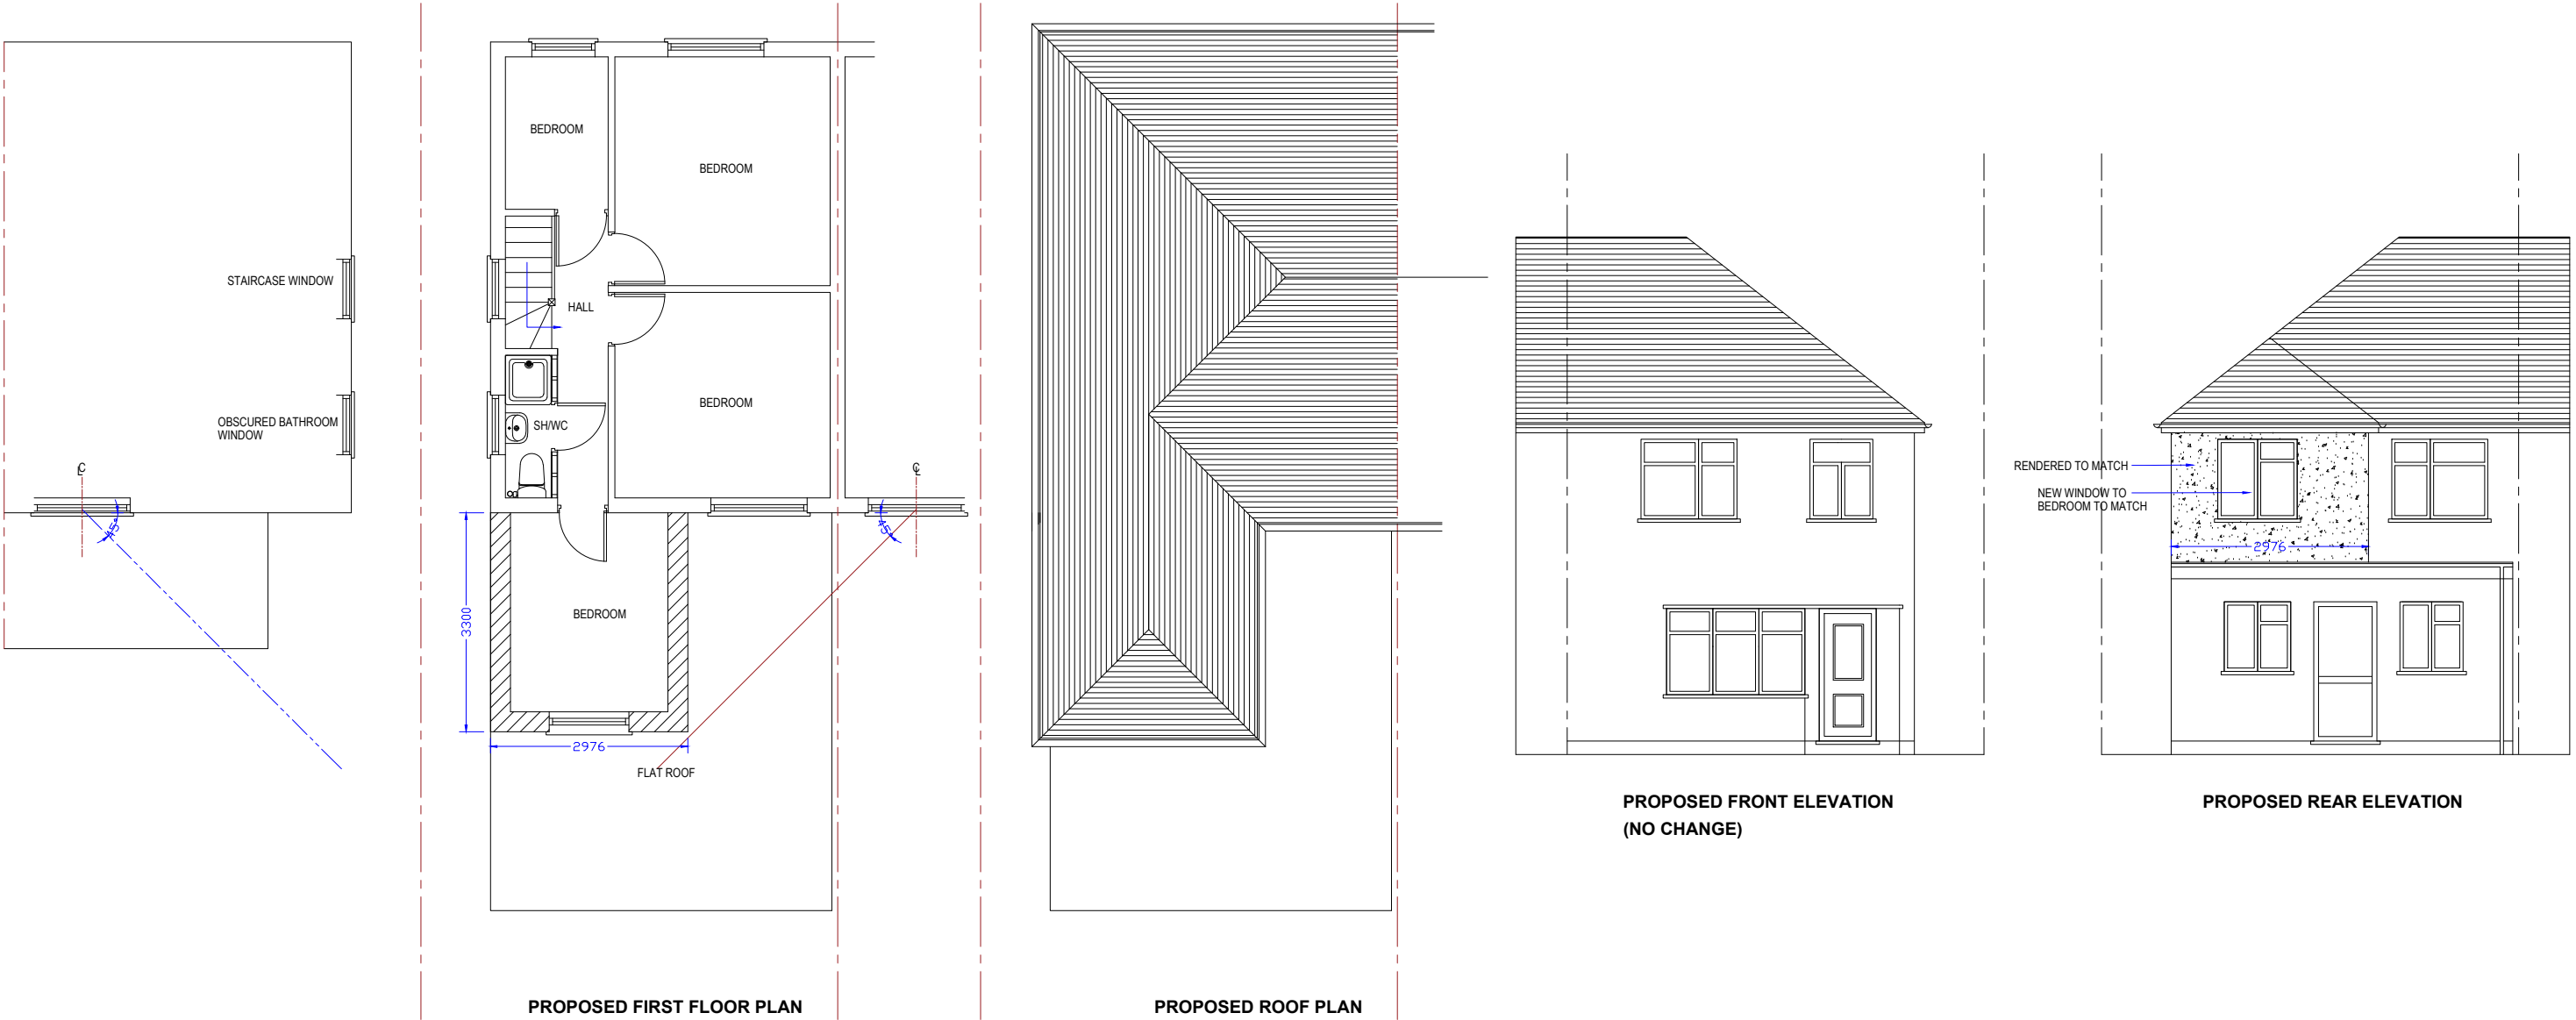 STAIRCASE WINDOW
OBSCURED BATHROOM
WINDOW
℄
45°
BEDROOM
BEDROOM
HALL
SH/WC
BEDROOM
℄
45°
BEDROOM
3300
2976
FLAT ROOF
PROPOSED FIRST FLOOR PLAN
PROPOSED ROOF PLAN
PROPOSED FRONT ELEVATION
(NO CHANGE)
RENDERED TO MATCH
NEW WINDOW TO
BEDROOM TO MATCH
2976
PROPOSED REAR ELEVATION